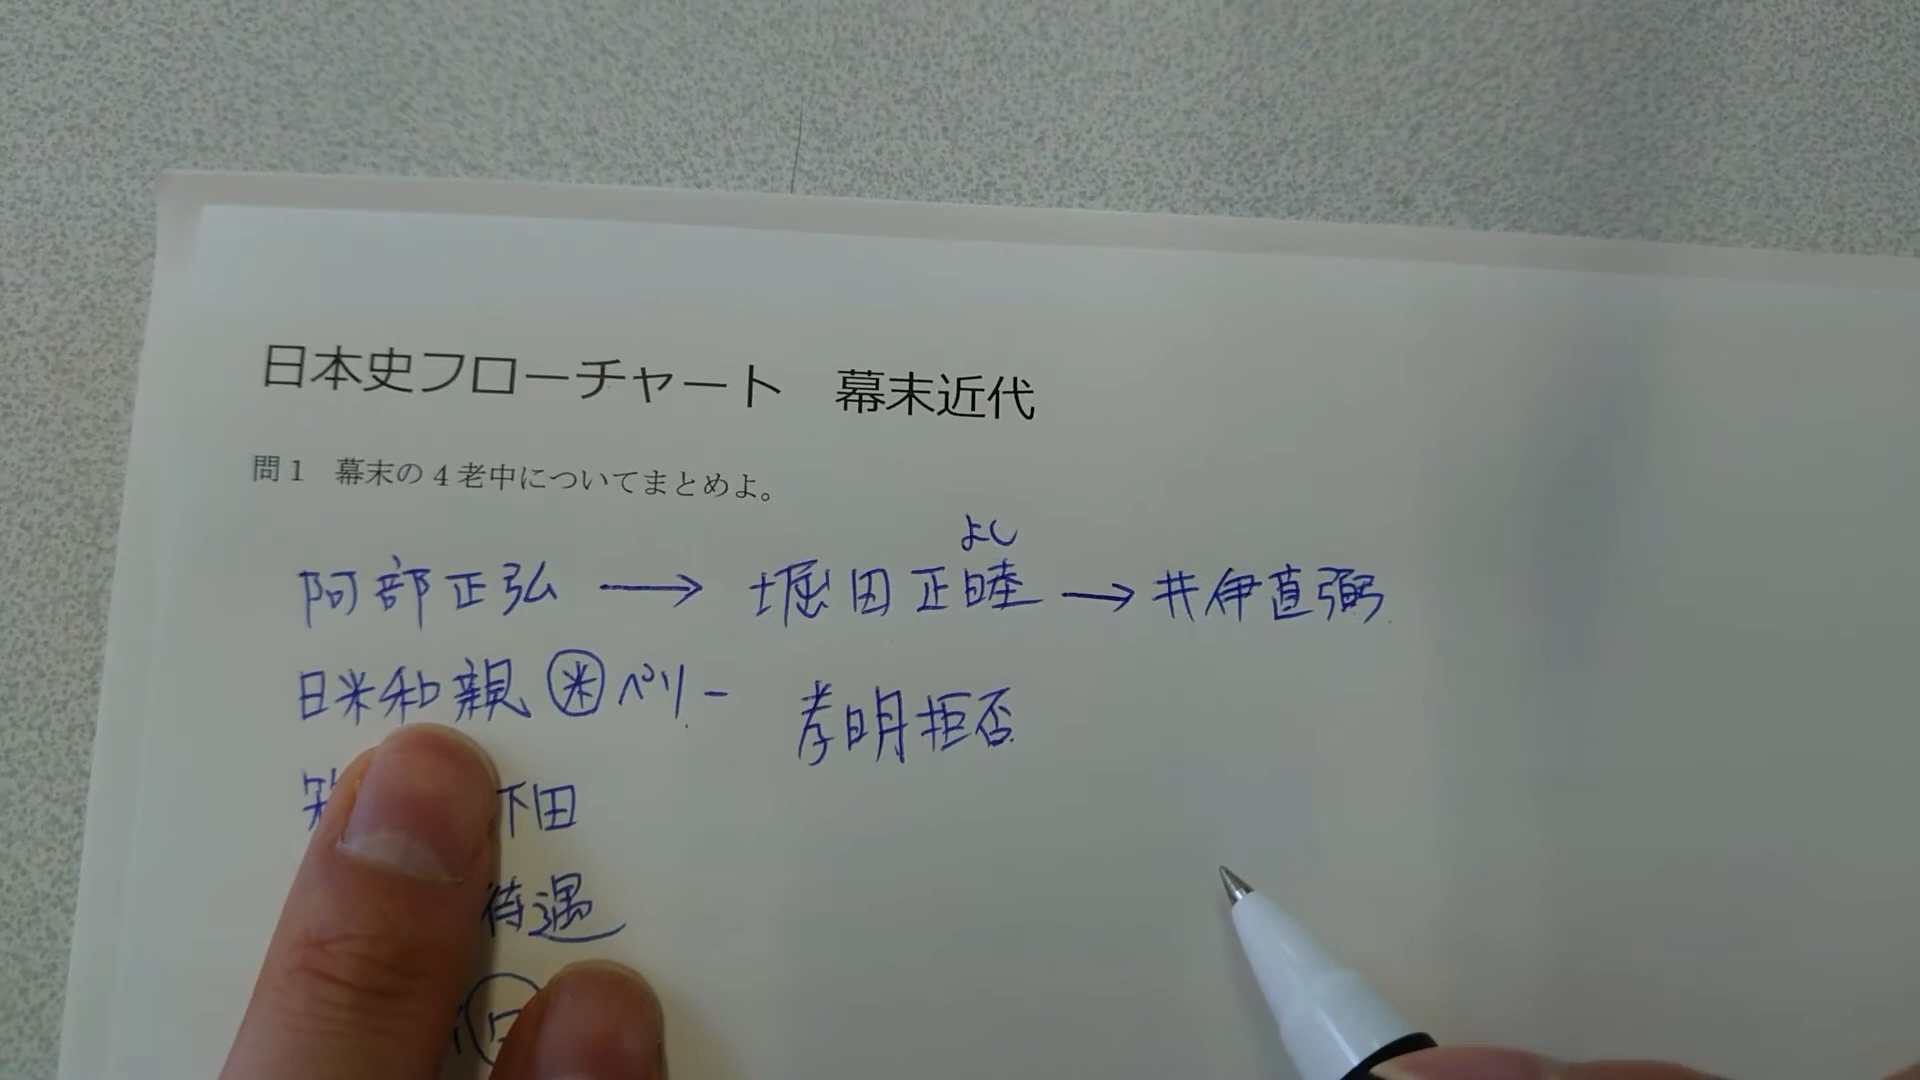 日本史フローチャート 幕末近代
問1 幕末の4老中についてまとめよ。
よし
阿部正弘 → 堀田正睦 → 井伊直弼
日米和親 ㊍ペリー
孝明拒否
下田
待遇